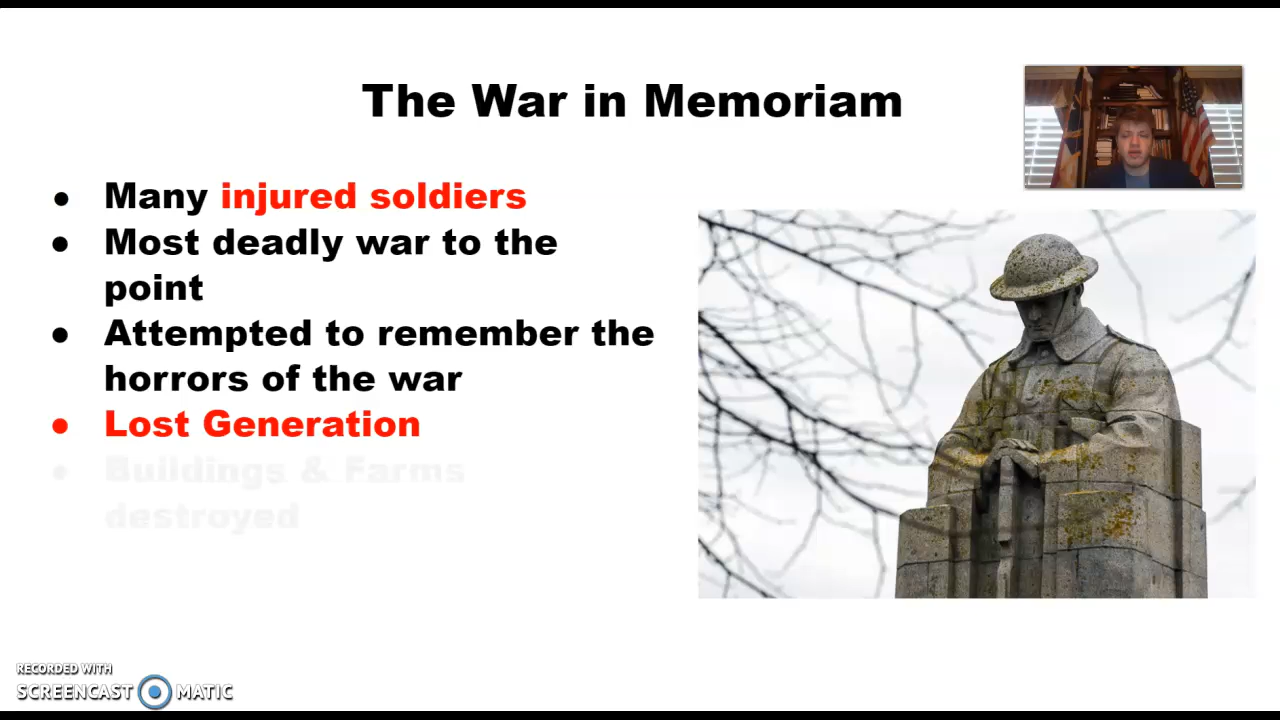 The War in Memoriam
● Many injured soldiers
● Most deadly war to the
point
● Attempted to remember the
horrors of the war
● Lost Generation
● Buildings & Farms
destroyed
RECORDED WITH
SCREENCAST MATIC